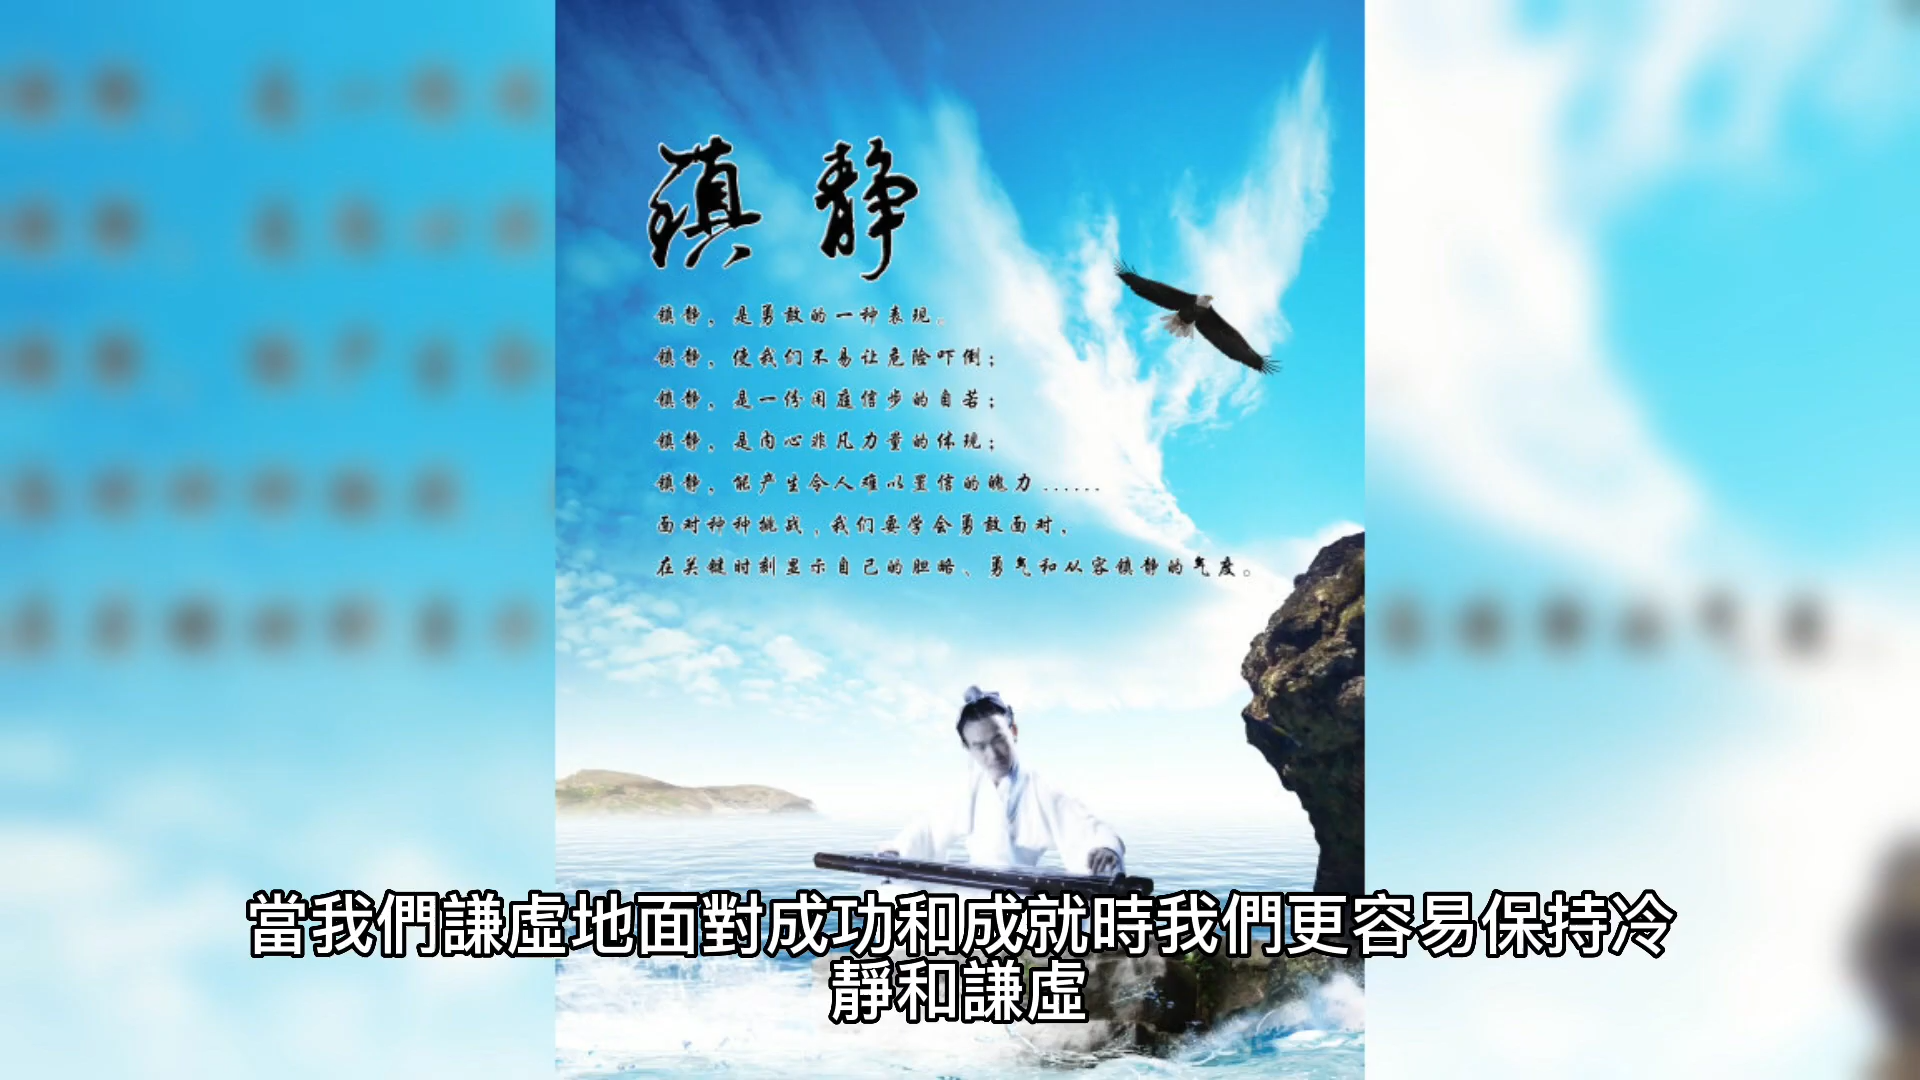 镇静
镇静，是勇敢的一种表现。
镇静，使我们不易让危险吓倒；
镇静，是一份闲庭信步的自若；
镇静，是内心非凡力量的体现；
镇静，能产生令人难以置信的魄力......
面对种种挑战,我们要学会勇敢面对，
在关键时刻显示自己的胆略、勇气和从容镇静的气度。
當我們謙虛地面對成功和成就時我們更容易保持冷
靜和謙虛